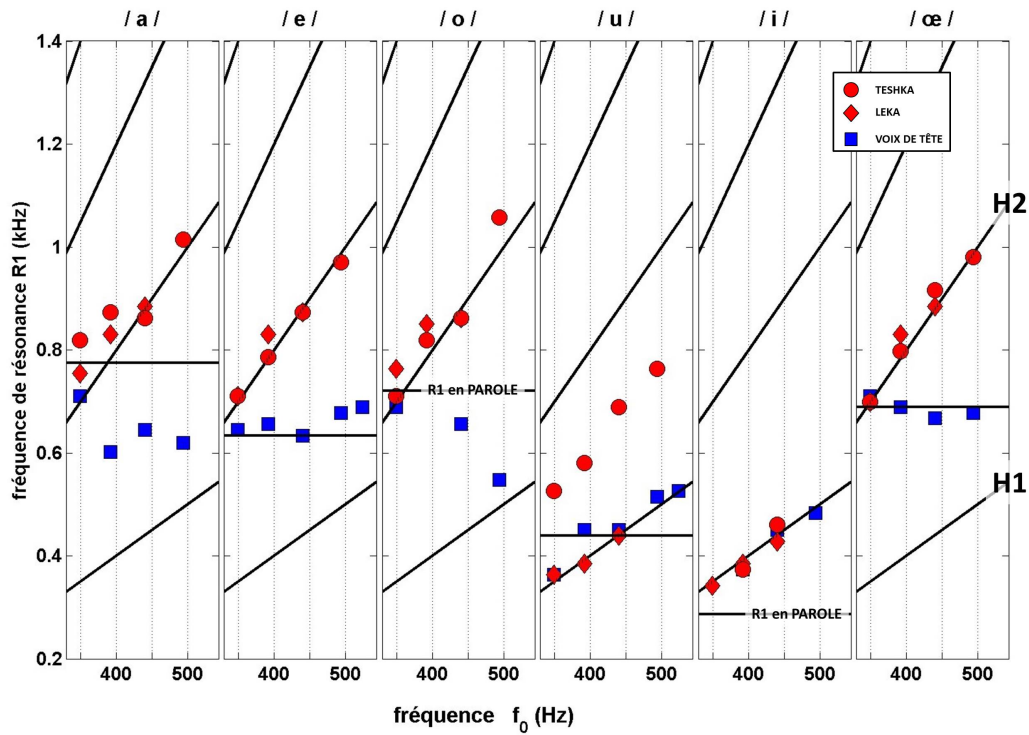 / a / / e / / o / / u / / i / / œ /
1.4
1.2
1
0.8
0.6
0.4
0.2
fréquence de résonance R1 (kHz)
TESHKA
LEKA
VOIX DE TÊTE
H2
R1 en PAROLE
H1
R1 en PAROLE
400 500 400 500 400 500 400 500 400 500 400 500
fréquence f0 (Hz)